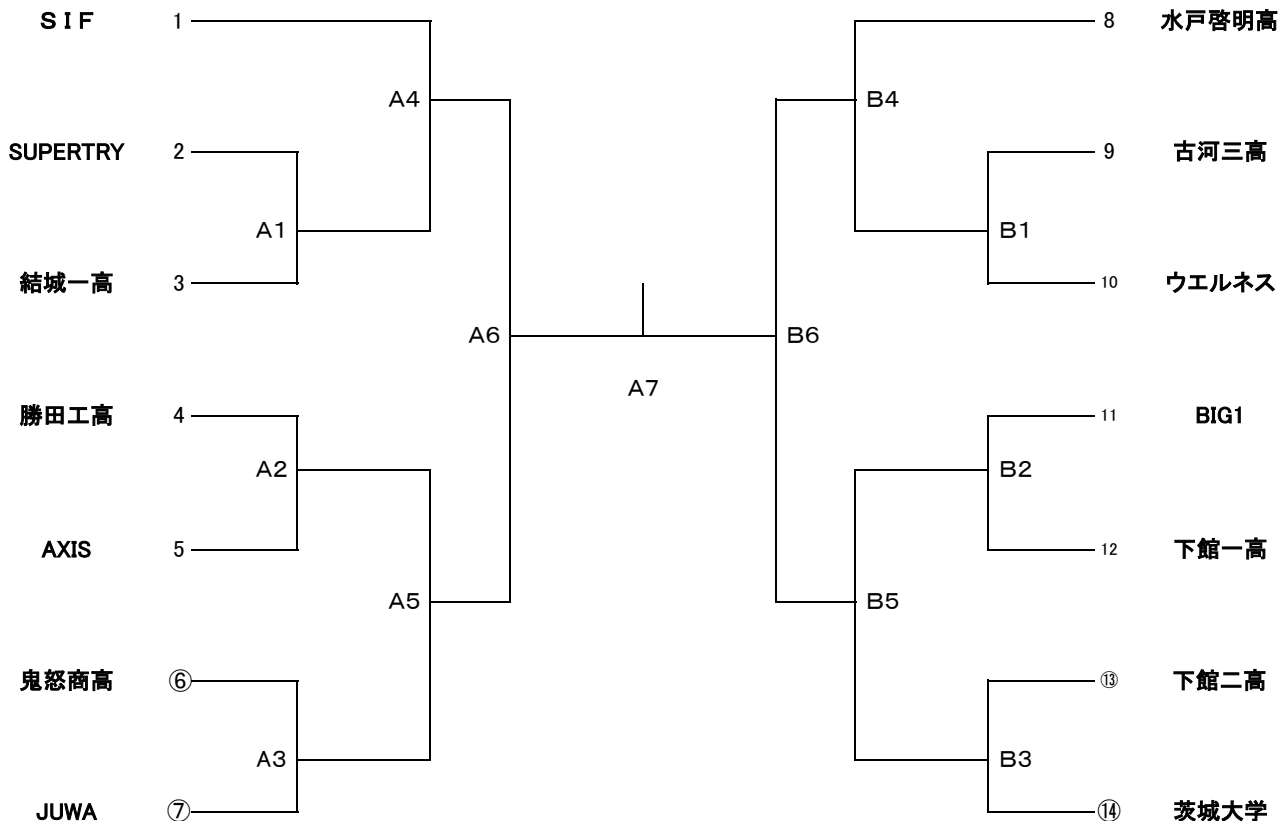 ＳＩＦ 1 8 水戸啓明高
A4 B4
SUPERTRY 2 9 古河三高
A1 B1
結城一高 3 10 ウエルネス
A6 B6
A7
勝田工高 4 11 BIG1
A2 B2
AXIS 5 12 下館一高
A5 B5
鬼怒商高 ⑥ ⑬ 下館二高
A3 B3
JUWA ⑦ ⑭ 茨城大学